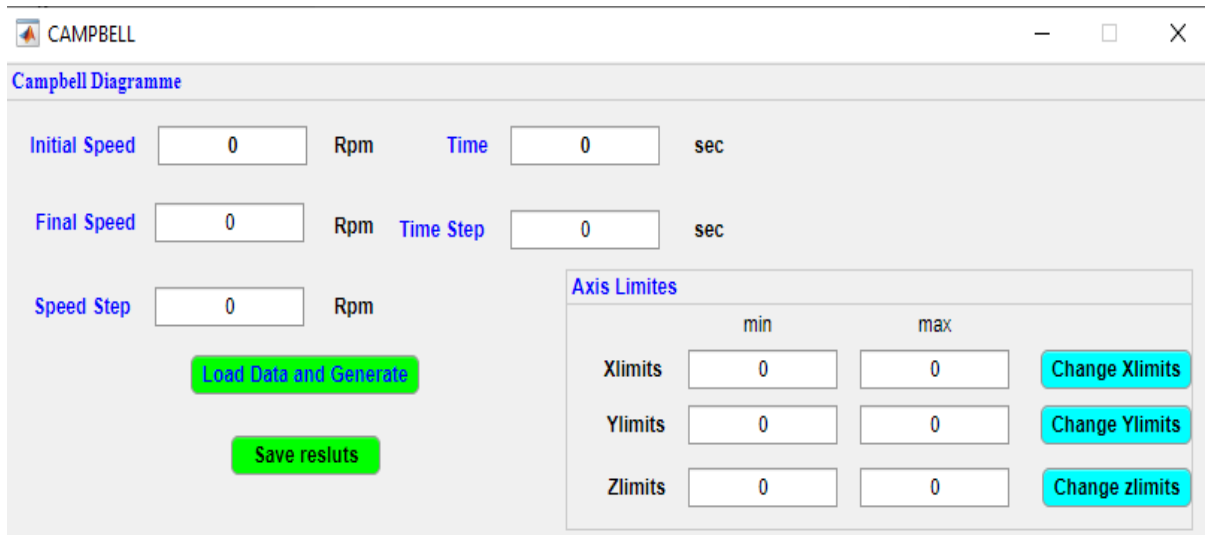 CAMPBELL
Campbell Diagramme
Initial Speed 0 Rpm Time 0 sec
Final Speed 0 Rpm Time Step 0 sec
Speed Step 0 Rpm
Load Data and Generate
Save resluts
Axis Limites
min max
Xlimits 0 0 Change Xlimits
Ylimits 0 0 Change Ylimits
Zlimits 0 0 Change zlimits